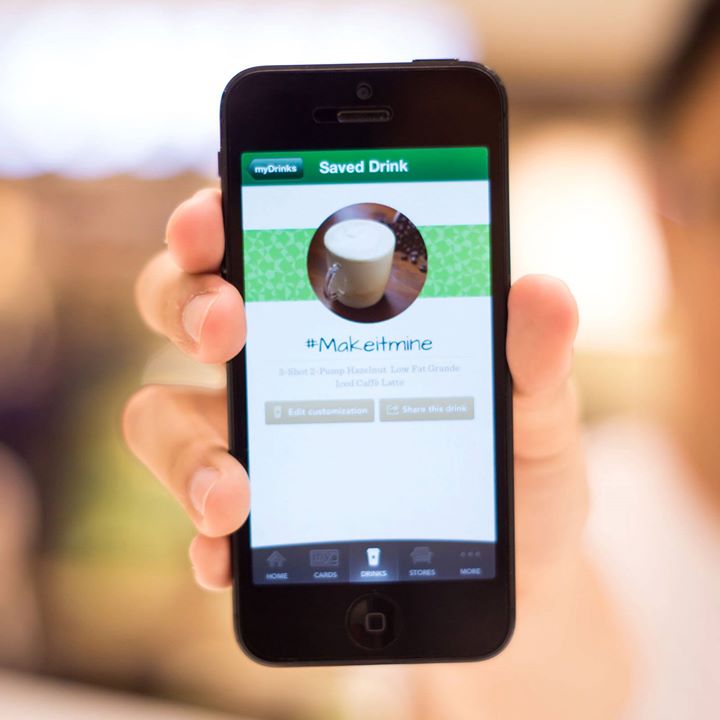 myDrinks Saved Drink
#Makeitmine
3-Shot 2-Pump Hazelnut, Low Fat Grande
Iced Caffè Latte
Edit customization Share this drink
HOME CARDS DRINKS STORES MORE